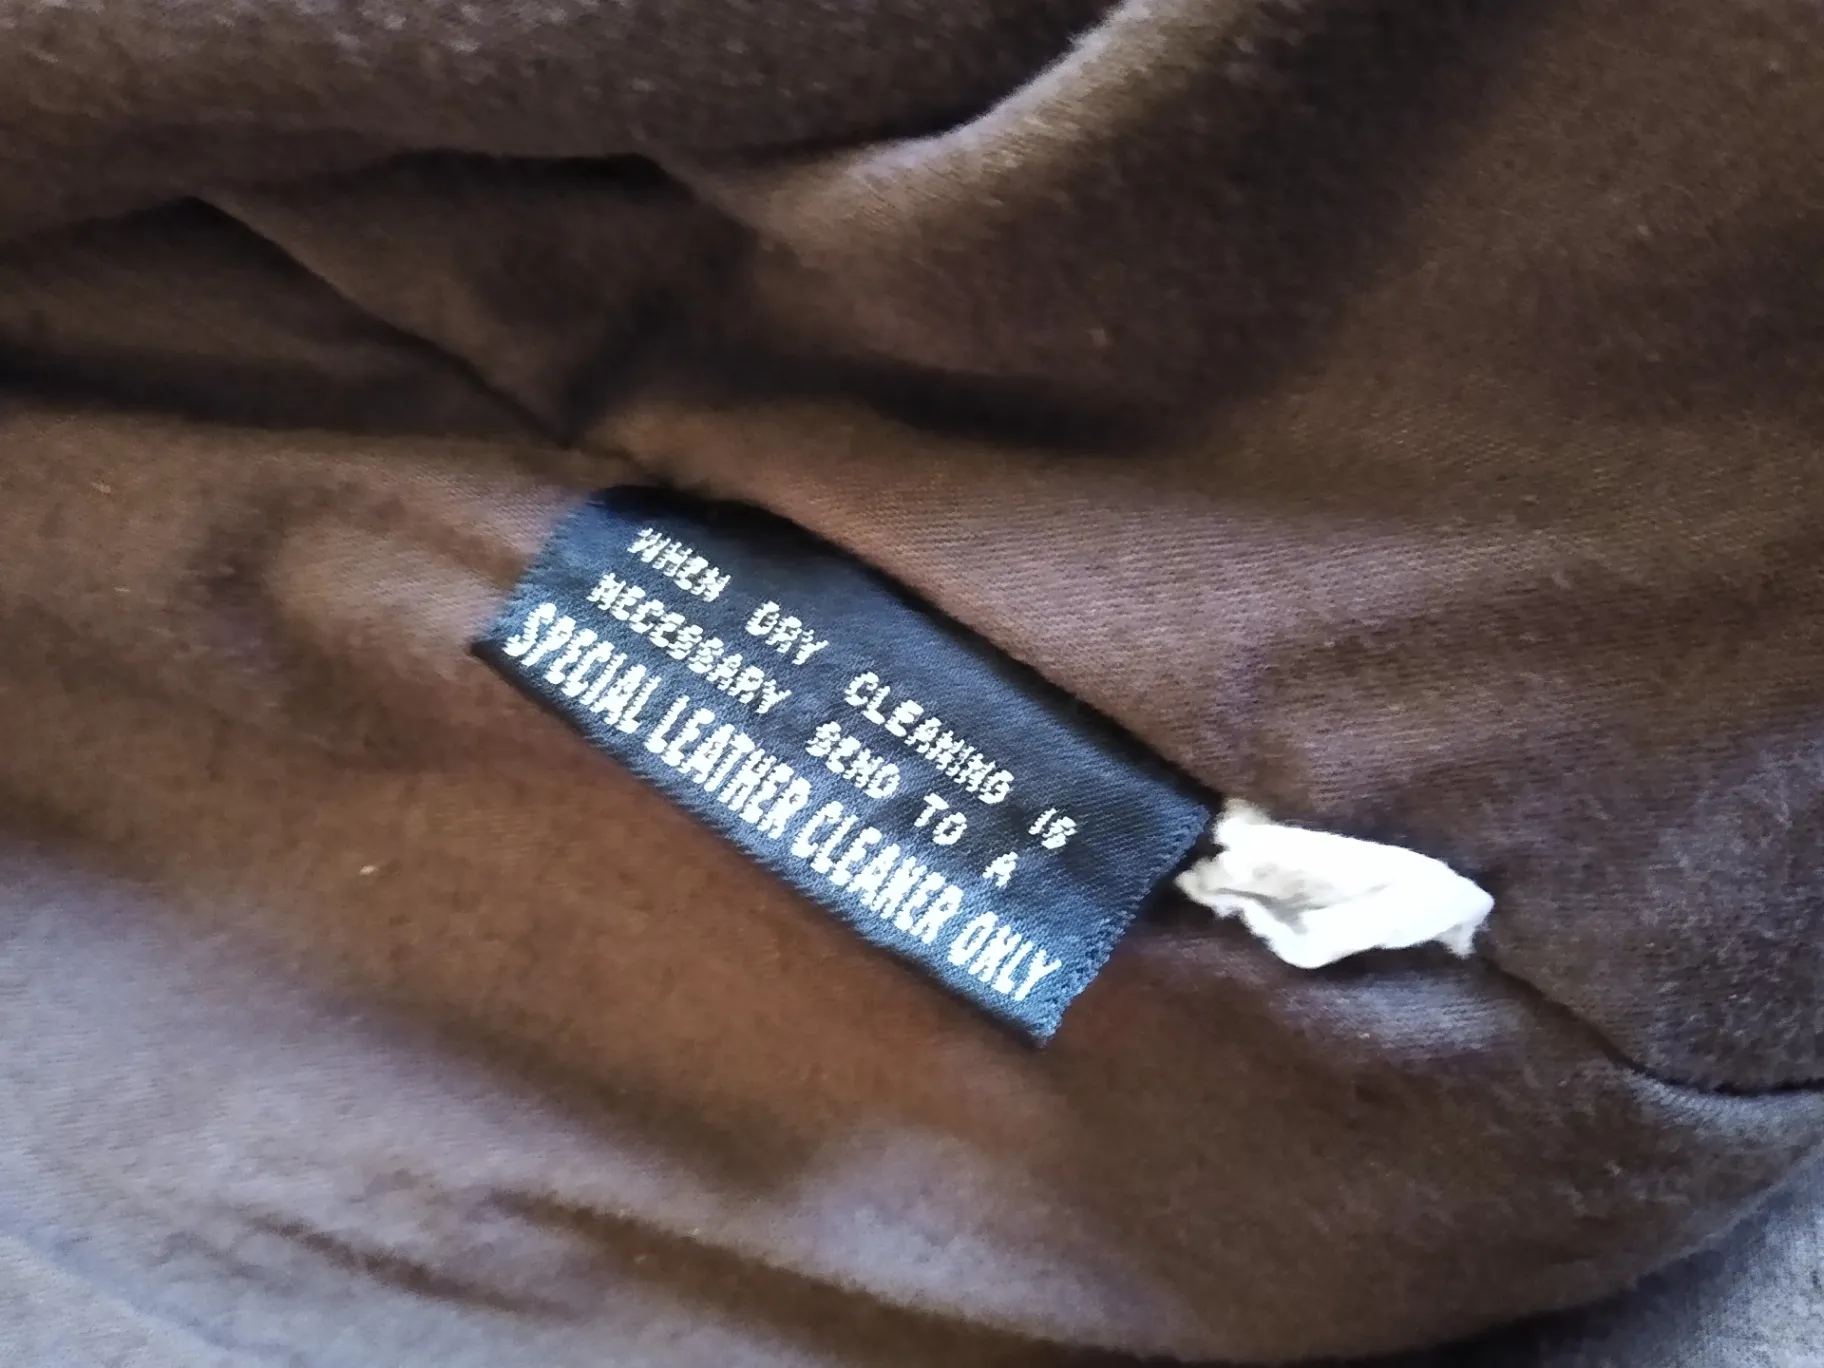 WHEN DRY CLEANING IS
NECESSARY SEND TO A
SPECIAL LEATHER CLEANER ONLY